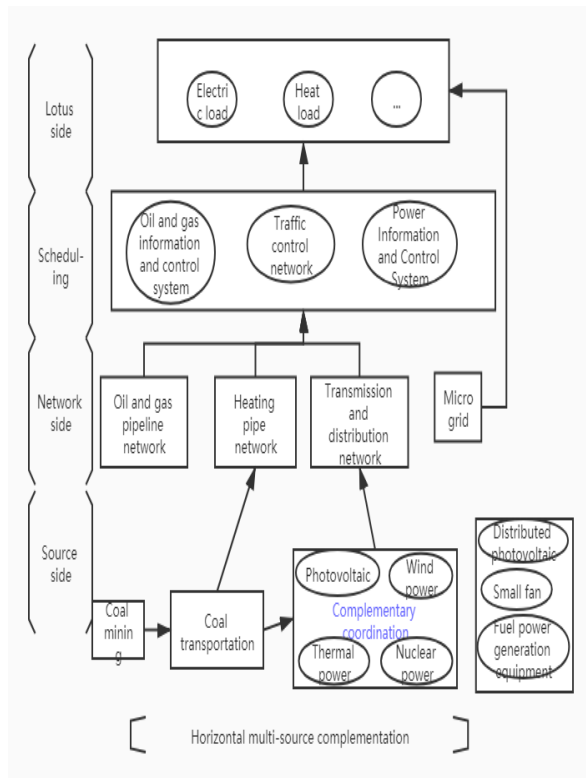 Electri
c load
Heat
load
...
Lotus
side
Oil and gas
information
and control
system
Traffic
control
network
Power
Information
and Control
System
Schedul-
ing
Network
side
Oil and gas
pipeline
network
Heating
pipe
network
Transmission
and
distribution
network
Micro
grid
Source
side
Coal
minin
g
Coal
transportation
Photovoltaic
Wind
power
Complementary
coordination
Thermal
power
Nuclear
power
Distributed
photovoltaic
Small fan
Fuel power
generation
equipment
Horizontal multi-source complementation